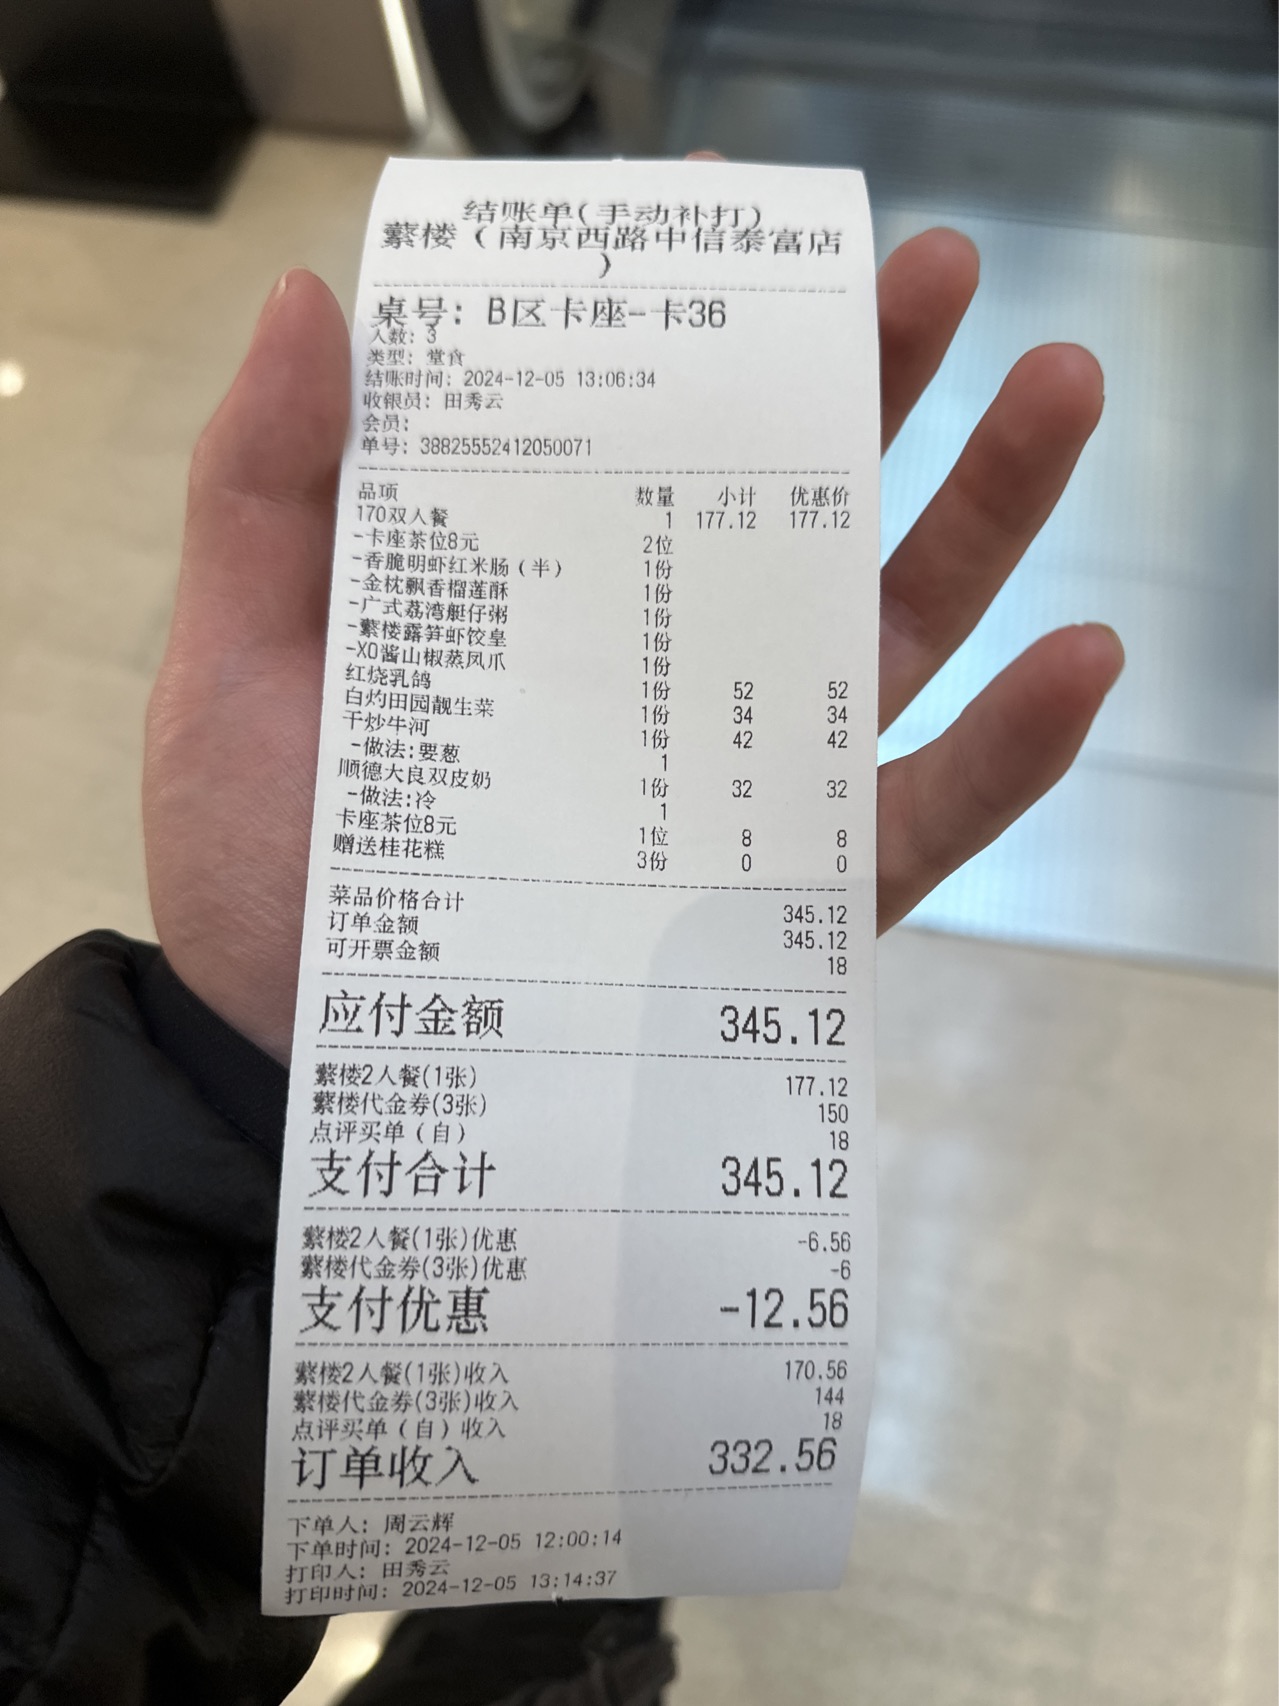 结账单(手动补打)
蘩楼（南京西路中信泰富店
）
桌号: B区卡座-卡36
人数: 3
类型: 堂食
结账时间: 2024-12-05 13:06:34
收银员: 田秀云
会员:
单号: 38825552412050071
品项 数量 小计 优惠价
170双人餐 1 177.12 177.12
-卡座茶位8元 2位
-香脆明虾红米肠（半） 1份
-金枕飘香榴莲酥 1份
-广式荔湾艇仔粥 1份
-蘩楼露笋虾饺皇 1份
-XO酱山椒蒸凤爪 1份
红烧乳鸽 1份 52 52
白灼田园靓生菜 1份 34 34
干炒牛河 1份 42 42
-做法:要葱 1
顺德大良双皮奶 1份 32 32
-做法:冷 1
卡座茶位8元 1位 8 8
赠送桂花糕 3份 0 0
菜品价格合计 345.12
订单金额 345.12
可开票金额 18
应付金额 345.12
蘩楼2人餐(1张) 177.12
蘩楼代金券(3张) 150
点评买单（自） 18
支付合计 345.12
蘩楼2人餐(1张)优惠 -6.56
蘩楼代金券(3张)优惠 -6
支付优惠 -12.56
蘩楼2人餐(1张)收入 170.56
蘩楼代金券(3张)收入 144
点评买单（自）收入 18
订单收入 332.56
下单人: 周云辉
下单时间: 2024-12-05 12:00:14
打印人: 田秀云
打印时间: 2024-12-05 13:14:37